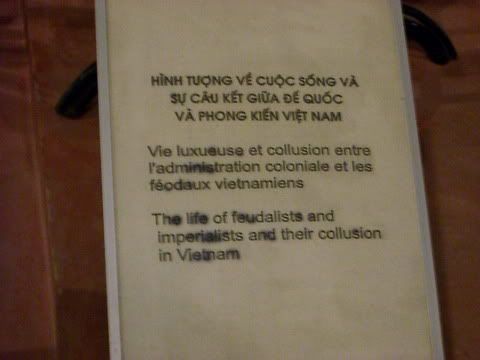 HÌNH TƯỢNG VỀ CUỘC SỐNG VÀ
SỰ CÂU KẾT GIỮA ĐẾ QUỐC
VÀ PHONG KIẾN VIỆT NAM
Vie luxueuse et collusion entre
l'administration coloniale et les
féodaux vietnamiens
The life of feudalists and
imperialists and their collusion
in Vietnam